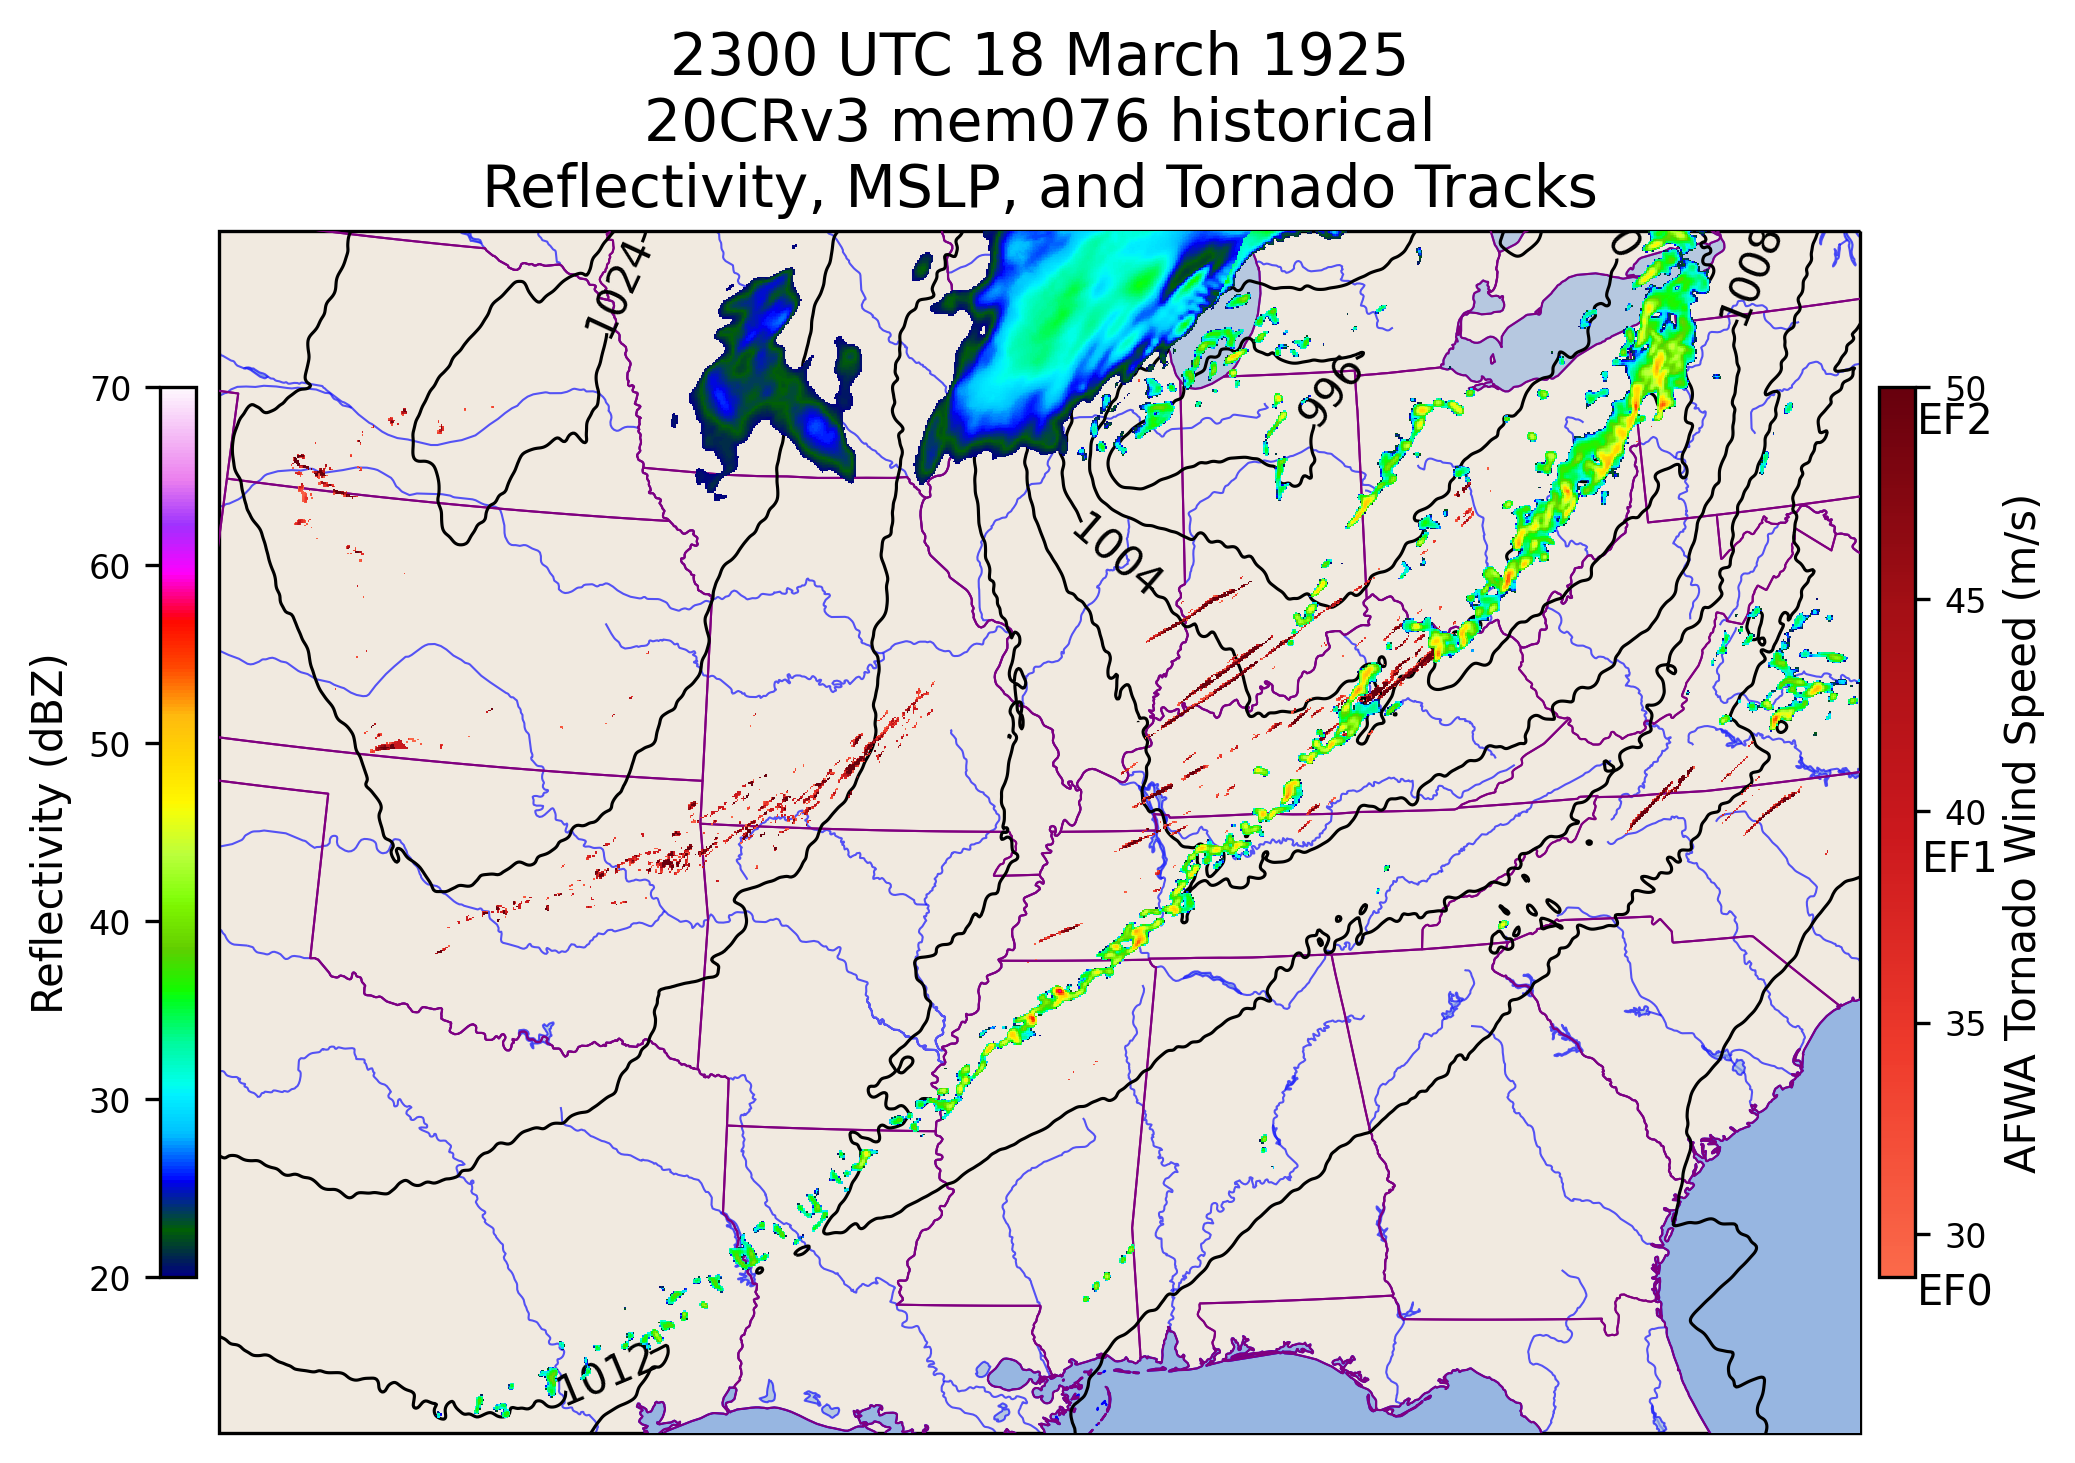 2300 UTC 18 March 1925
20CRv3 mem076 historical
Reflectivity, MSLP, and Tornado Tracks
1024
1008
996
1004
1012
70
60
50
40
30
20
Reflectivity (dBZ)
50
EF2
45
40
EF1
35
30
EF0
AFWA Tornado Wind Speed (m/s)